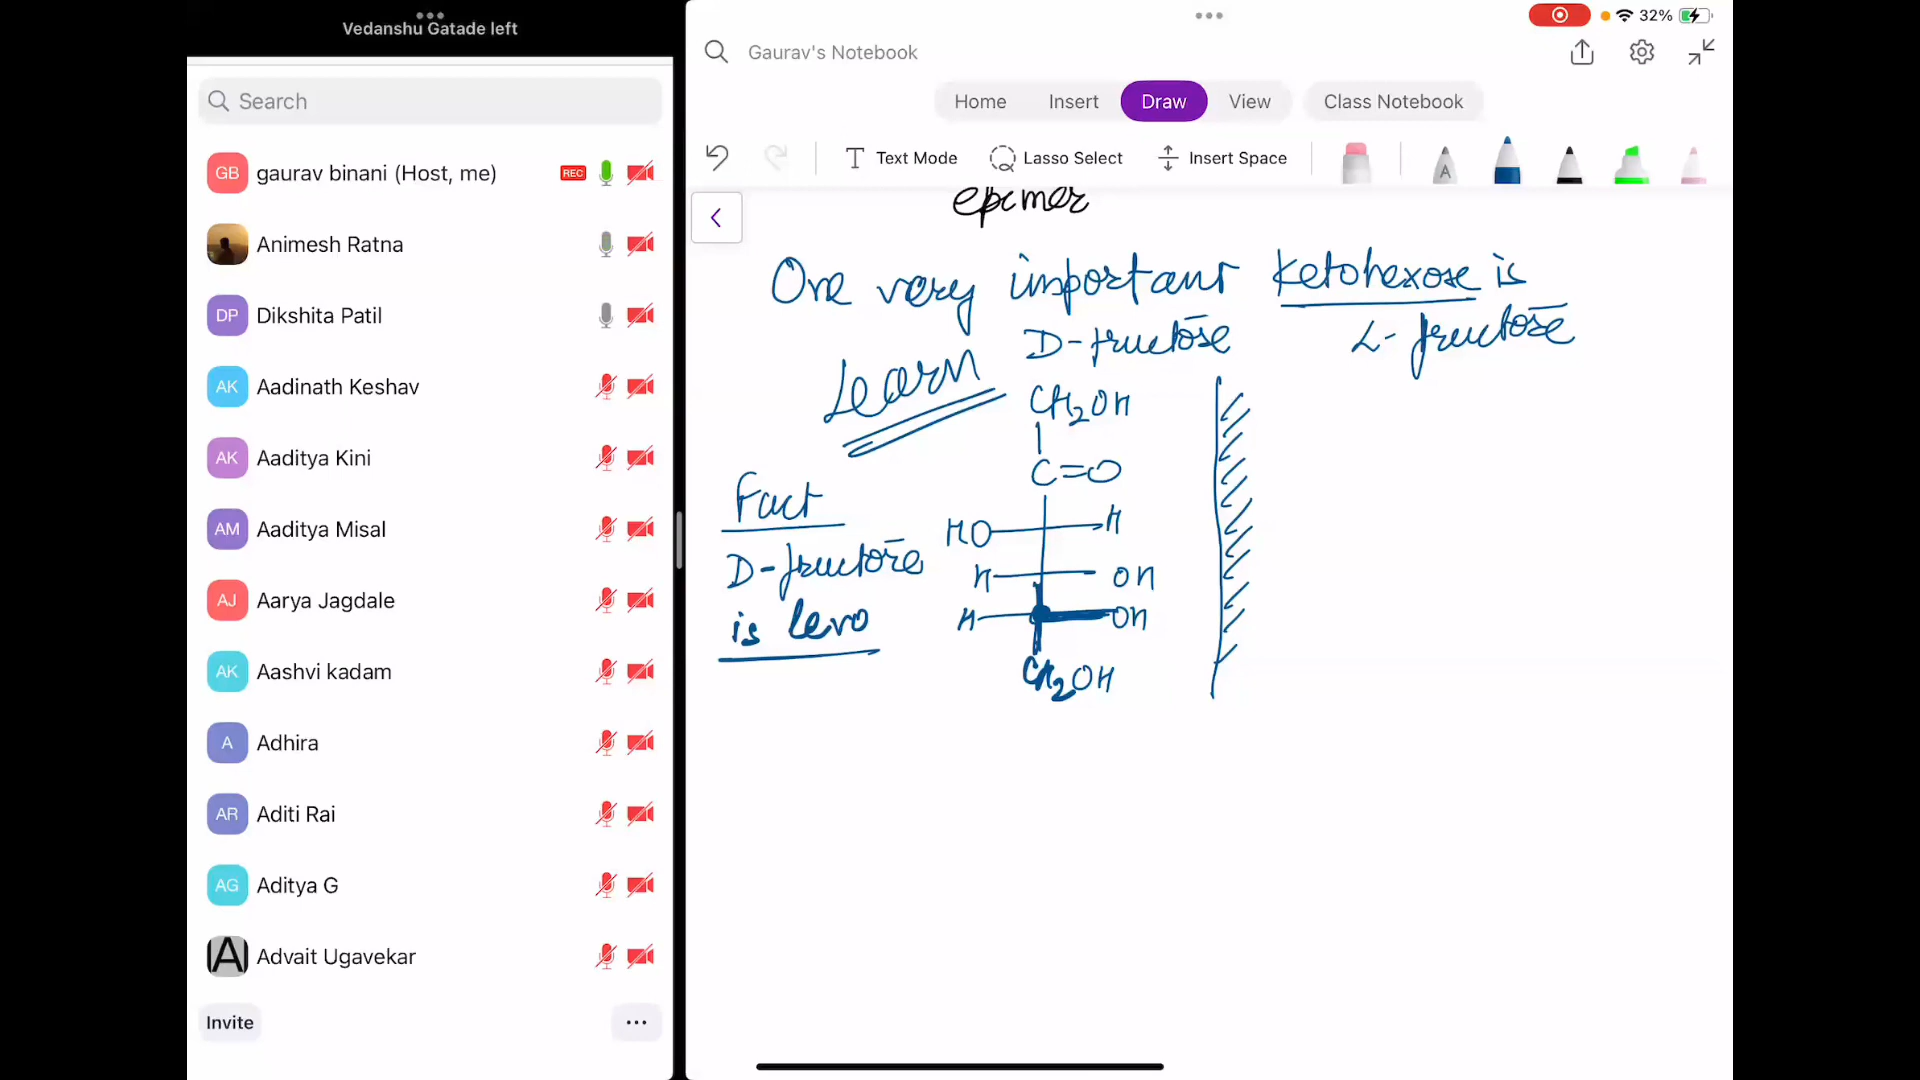 Vedanshu Gatade left
Search
GB gaurav binani (Host, me) REC
Animesh Ratna
DP Dikshita Patil
AK Aadinath Keshav
AK Aaditya Kini
AM Aaditya Misal
AJ Aarya Jagdale
AK Aashvi kadam
A Adhira
AR Aditi Rai
AG Aditya G
A Advait Ugavekar
Invite
32%
Gaurav's Notebook
Home Insert Draw View Class Notebook
Text Mode Lasso Select Insert Space
epimer
One very important Ketohexose is
D-fructose L-fructose
Learn
CH2OH
C=O
Fact
HO H
D-fructose
H OH
is levo
H OH
CH2OH